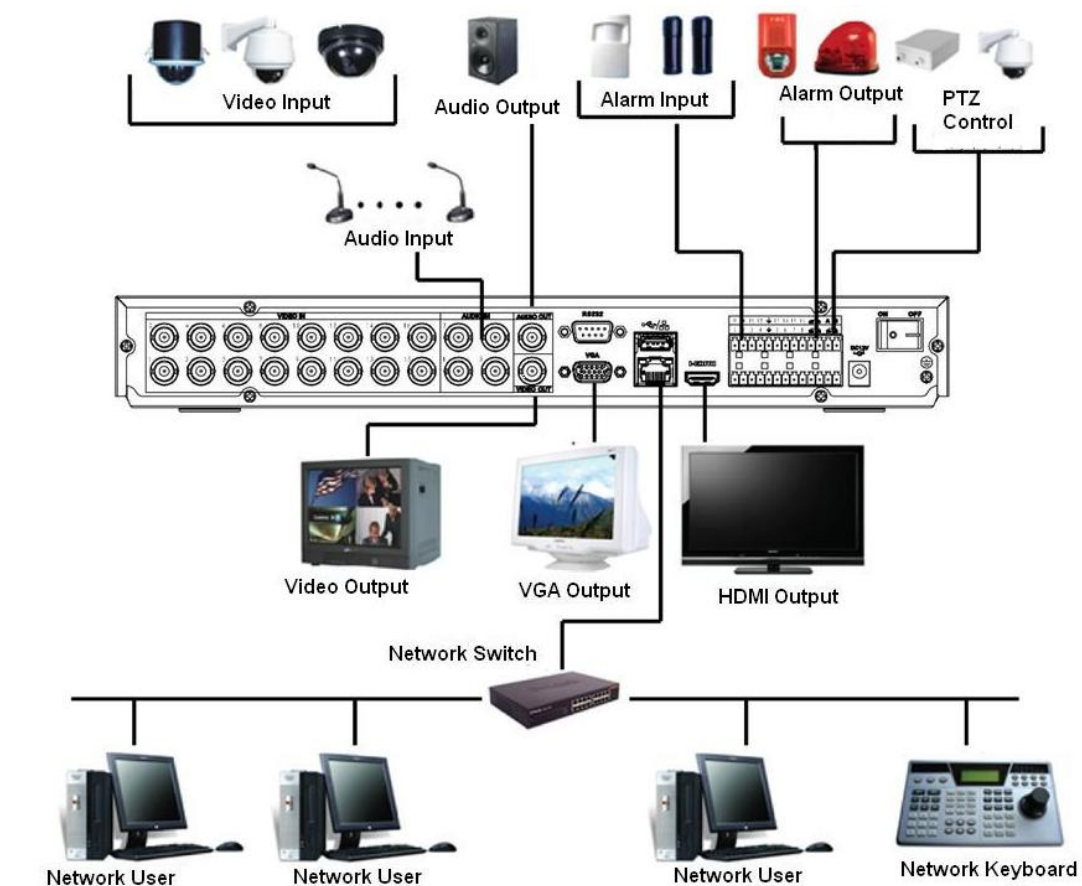 Video Input
Audio Output
Alarm Input
Alarm Output
PTZ
Control
Audio Input
VIDEO IN
AUDIO IN
AUDIO OUT
RS232
ON OFF
DC12V
VGA
VIDEO OUT
Video Output
VGA Output
HDMI Output
Network Switch
Network User
Network User
Network User
Network Keyboard